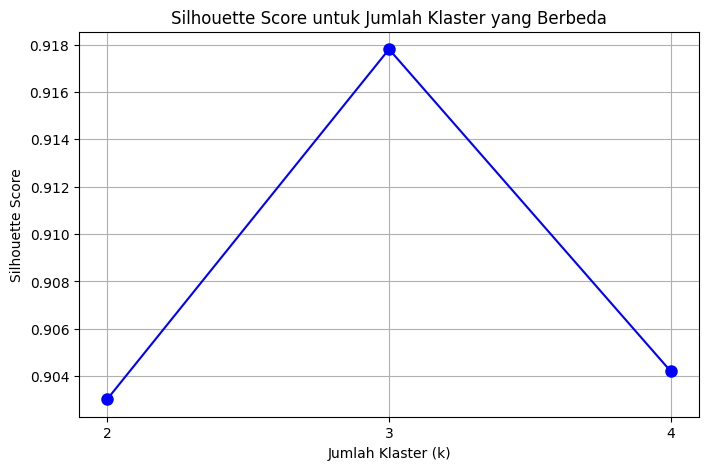 Silhouette Score untuk Jumlah Klaster yang Berbeda
0.918
0.916
0.914
0.912
0.910
0.908
0.906
0.904
Silhouette Score
2 3 4
Jumlah Klaster (k)